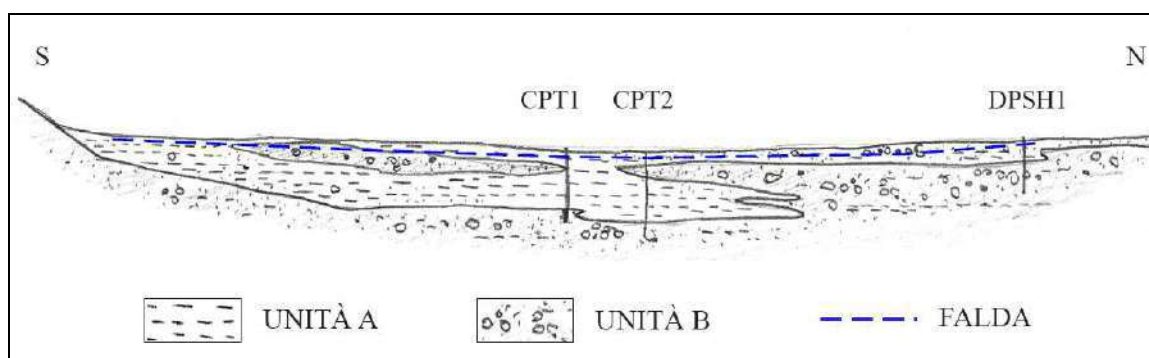 S N
CPT1 CPT2 DPSH1
UNITÀ A UNITÀ B FALDA